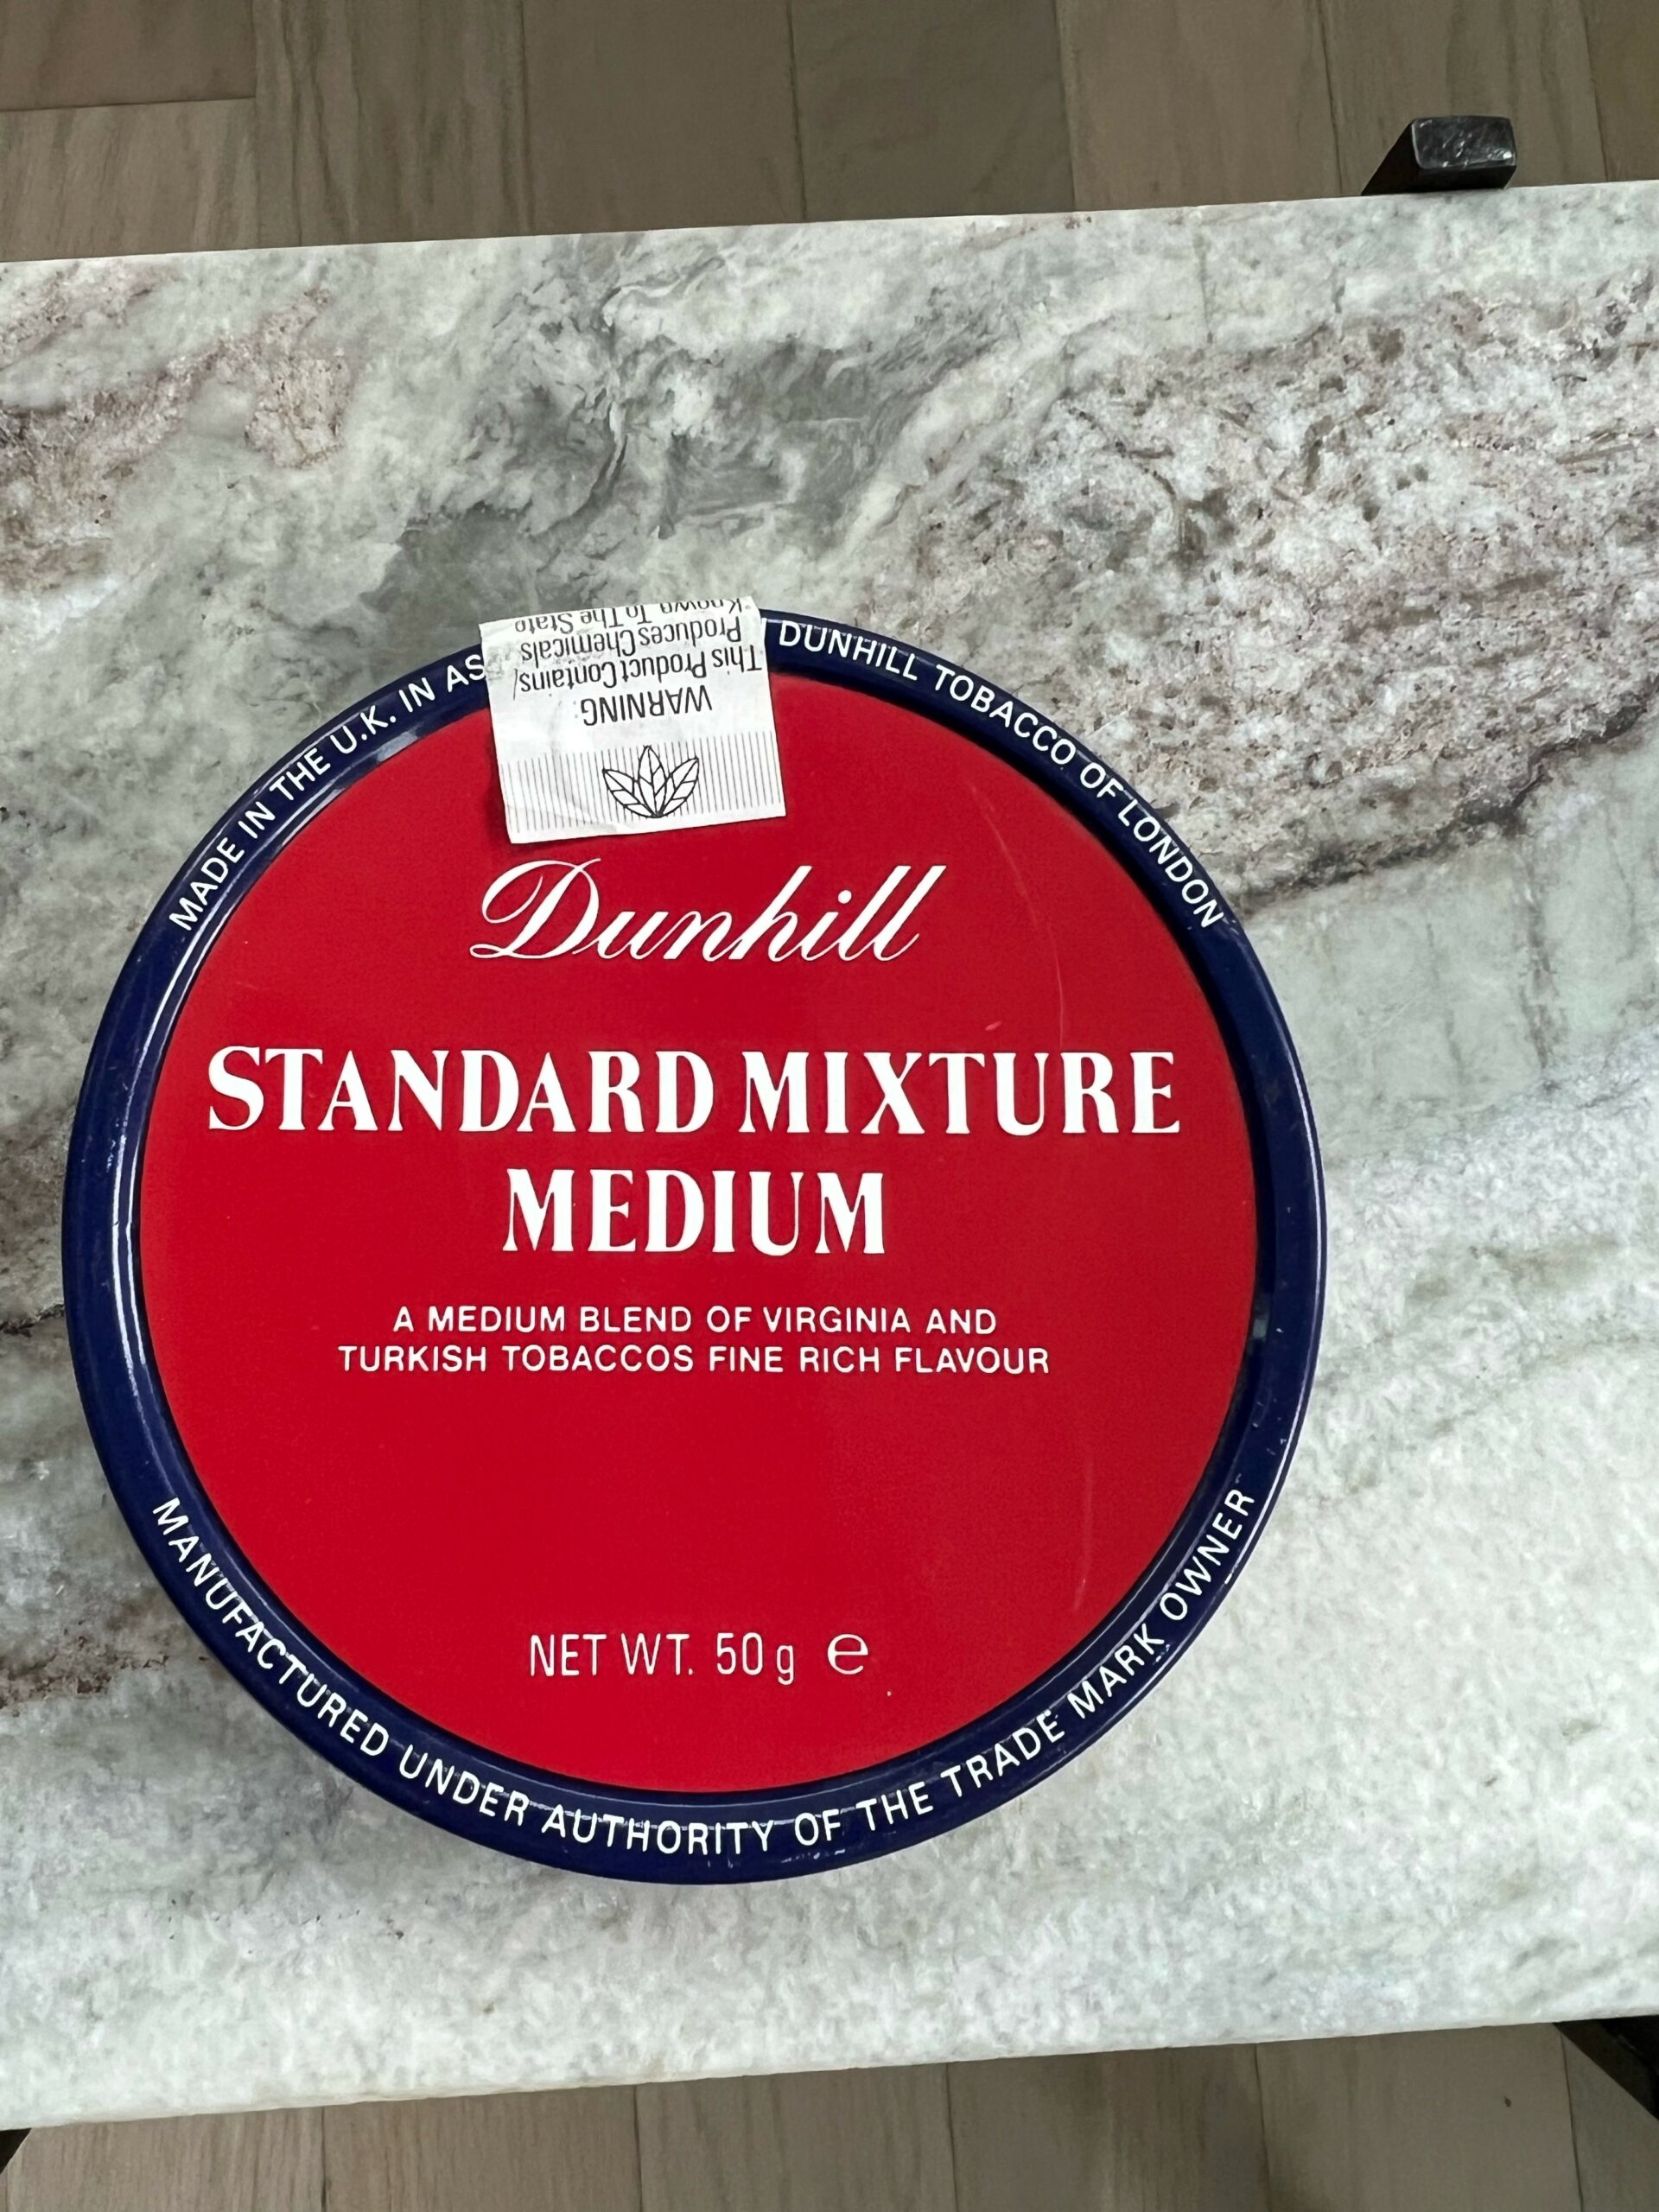 MADE IN THE U.K. IN AS
DUNHILL TOBACCO OF LONDON
WARNING:
This Product Contains/
Produces Chemicals
Known To The State
Dunhill
STANDARD MIXTURE
MEDIUM
A MEDIUM BLEND OF VIRGINIA AND
TURKISH TOBACCOS FINE RICH FLAVOUR
NET WT. 50 g ℮
MANUFACTURED UNDER AUTHORITY OF THE TRADE MARK OWNER